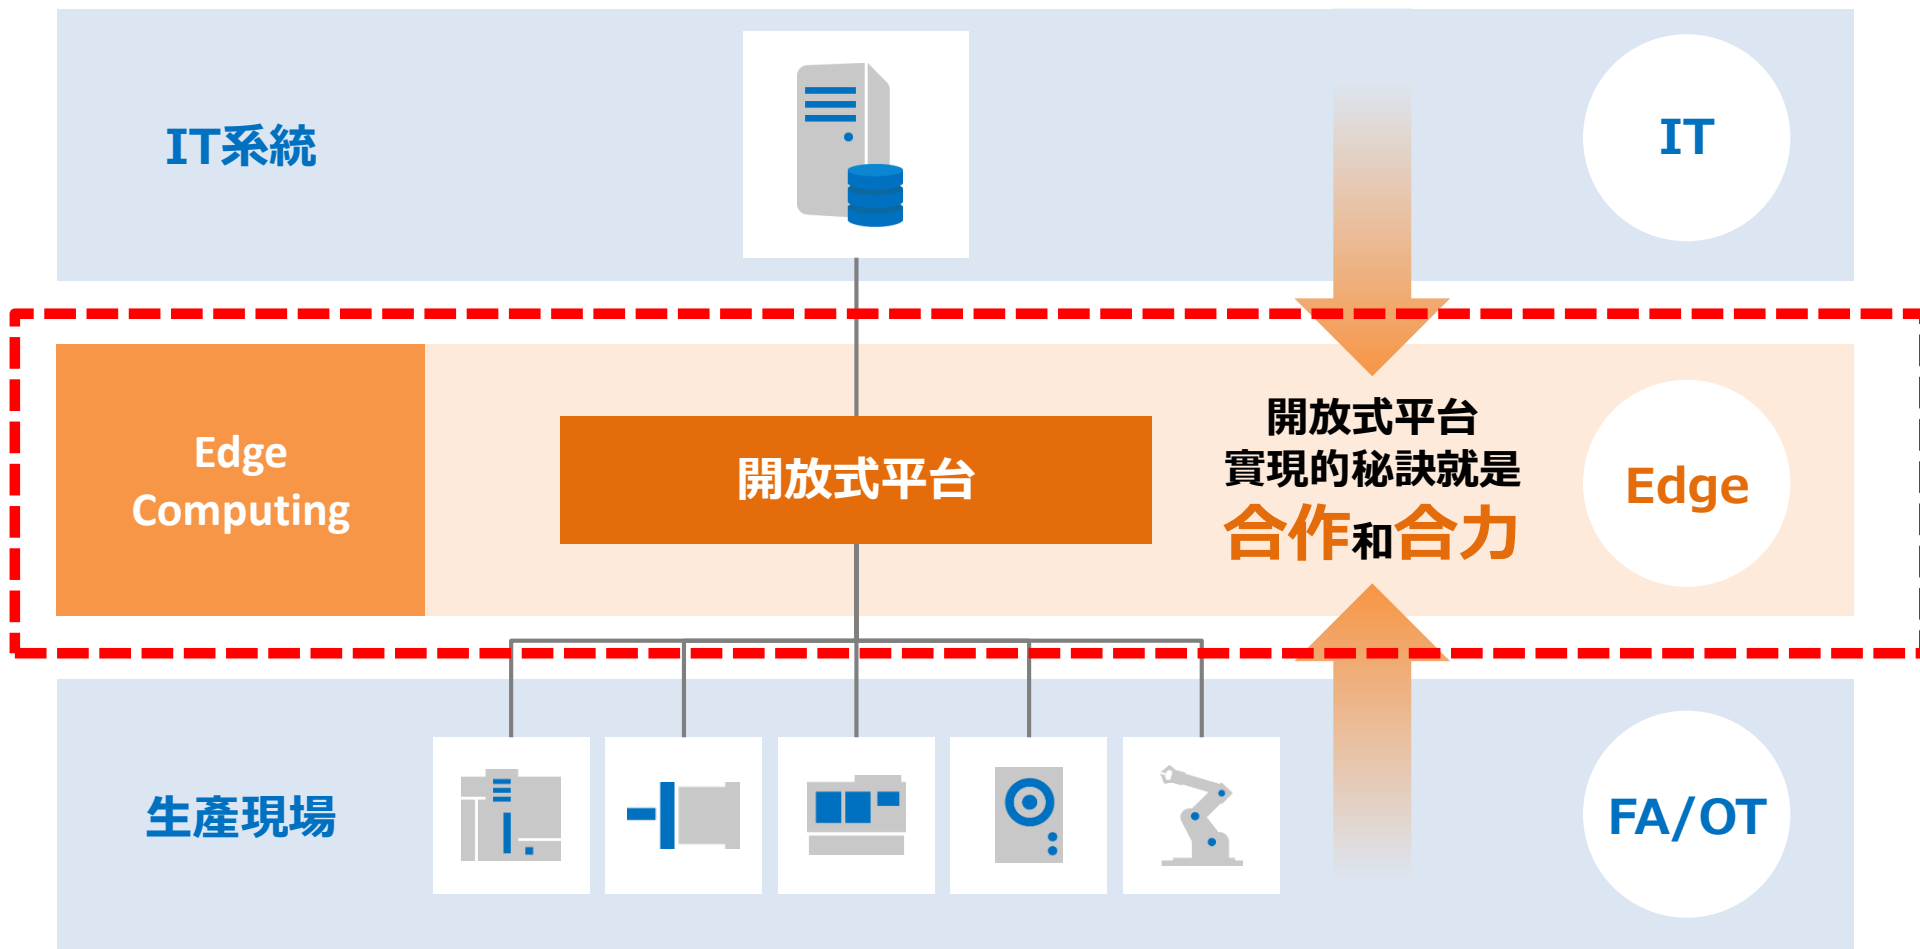 IT系統
IT
Edge
Computing
開放式平台
開放式平台
實現的秘訣就是
合作和合力
Edge
生產現場
FA/OT